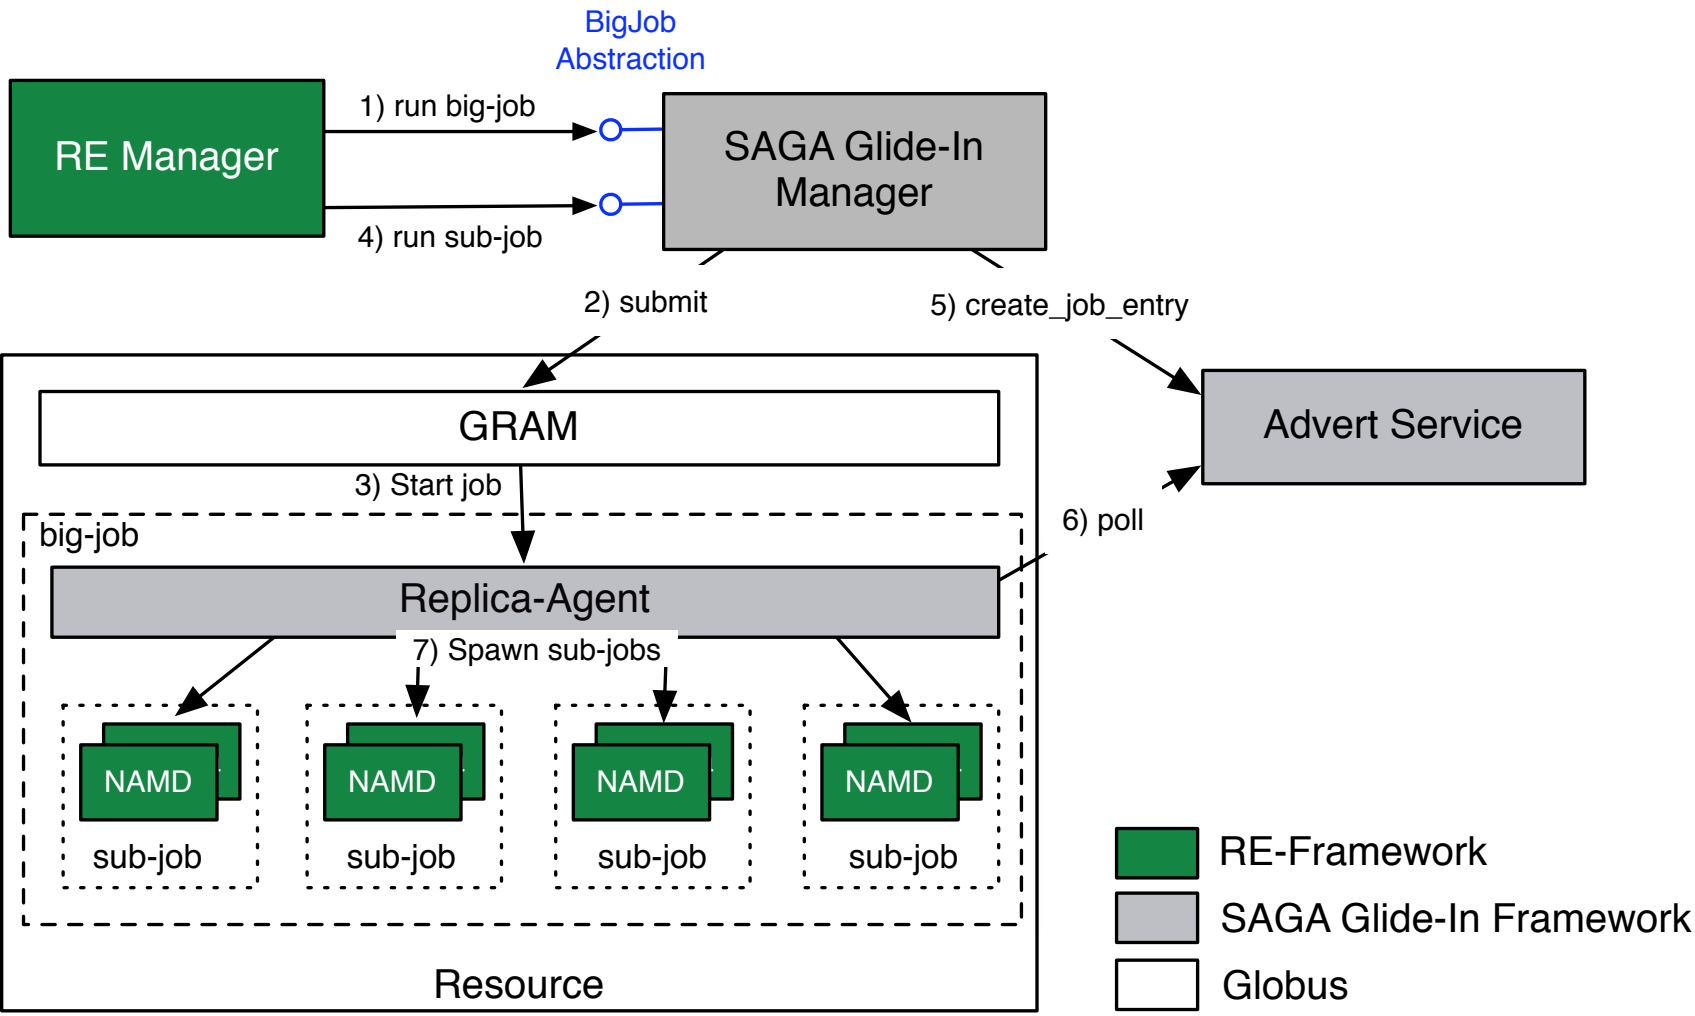 BigJob
Abstraction
RE Manager
1) run big-job
4) run sub-job
SAGA Glide-In
Manager
2) submit
5) create_job_entry
GRAM
Advert Service
3) Start job
6) poll
big-job
Replica-Agent
7) Spawn sub-jobs
NAMD
NAMD
NAMD
NAMD
sub-job
sub-job
sub-job
sub-job
Resource
RE-Framework
SAGA Glide-In Framework
Globus